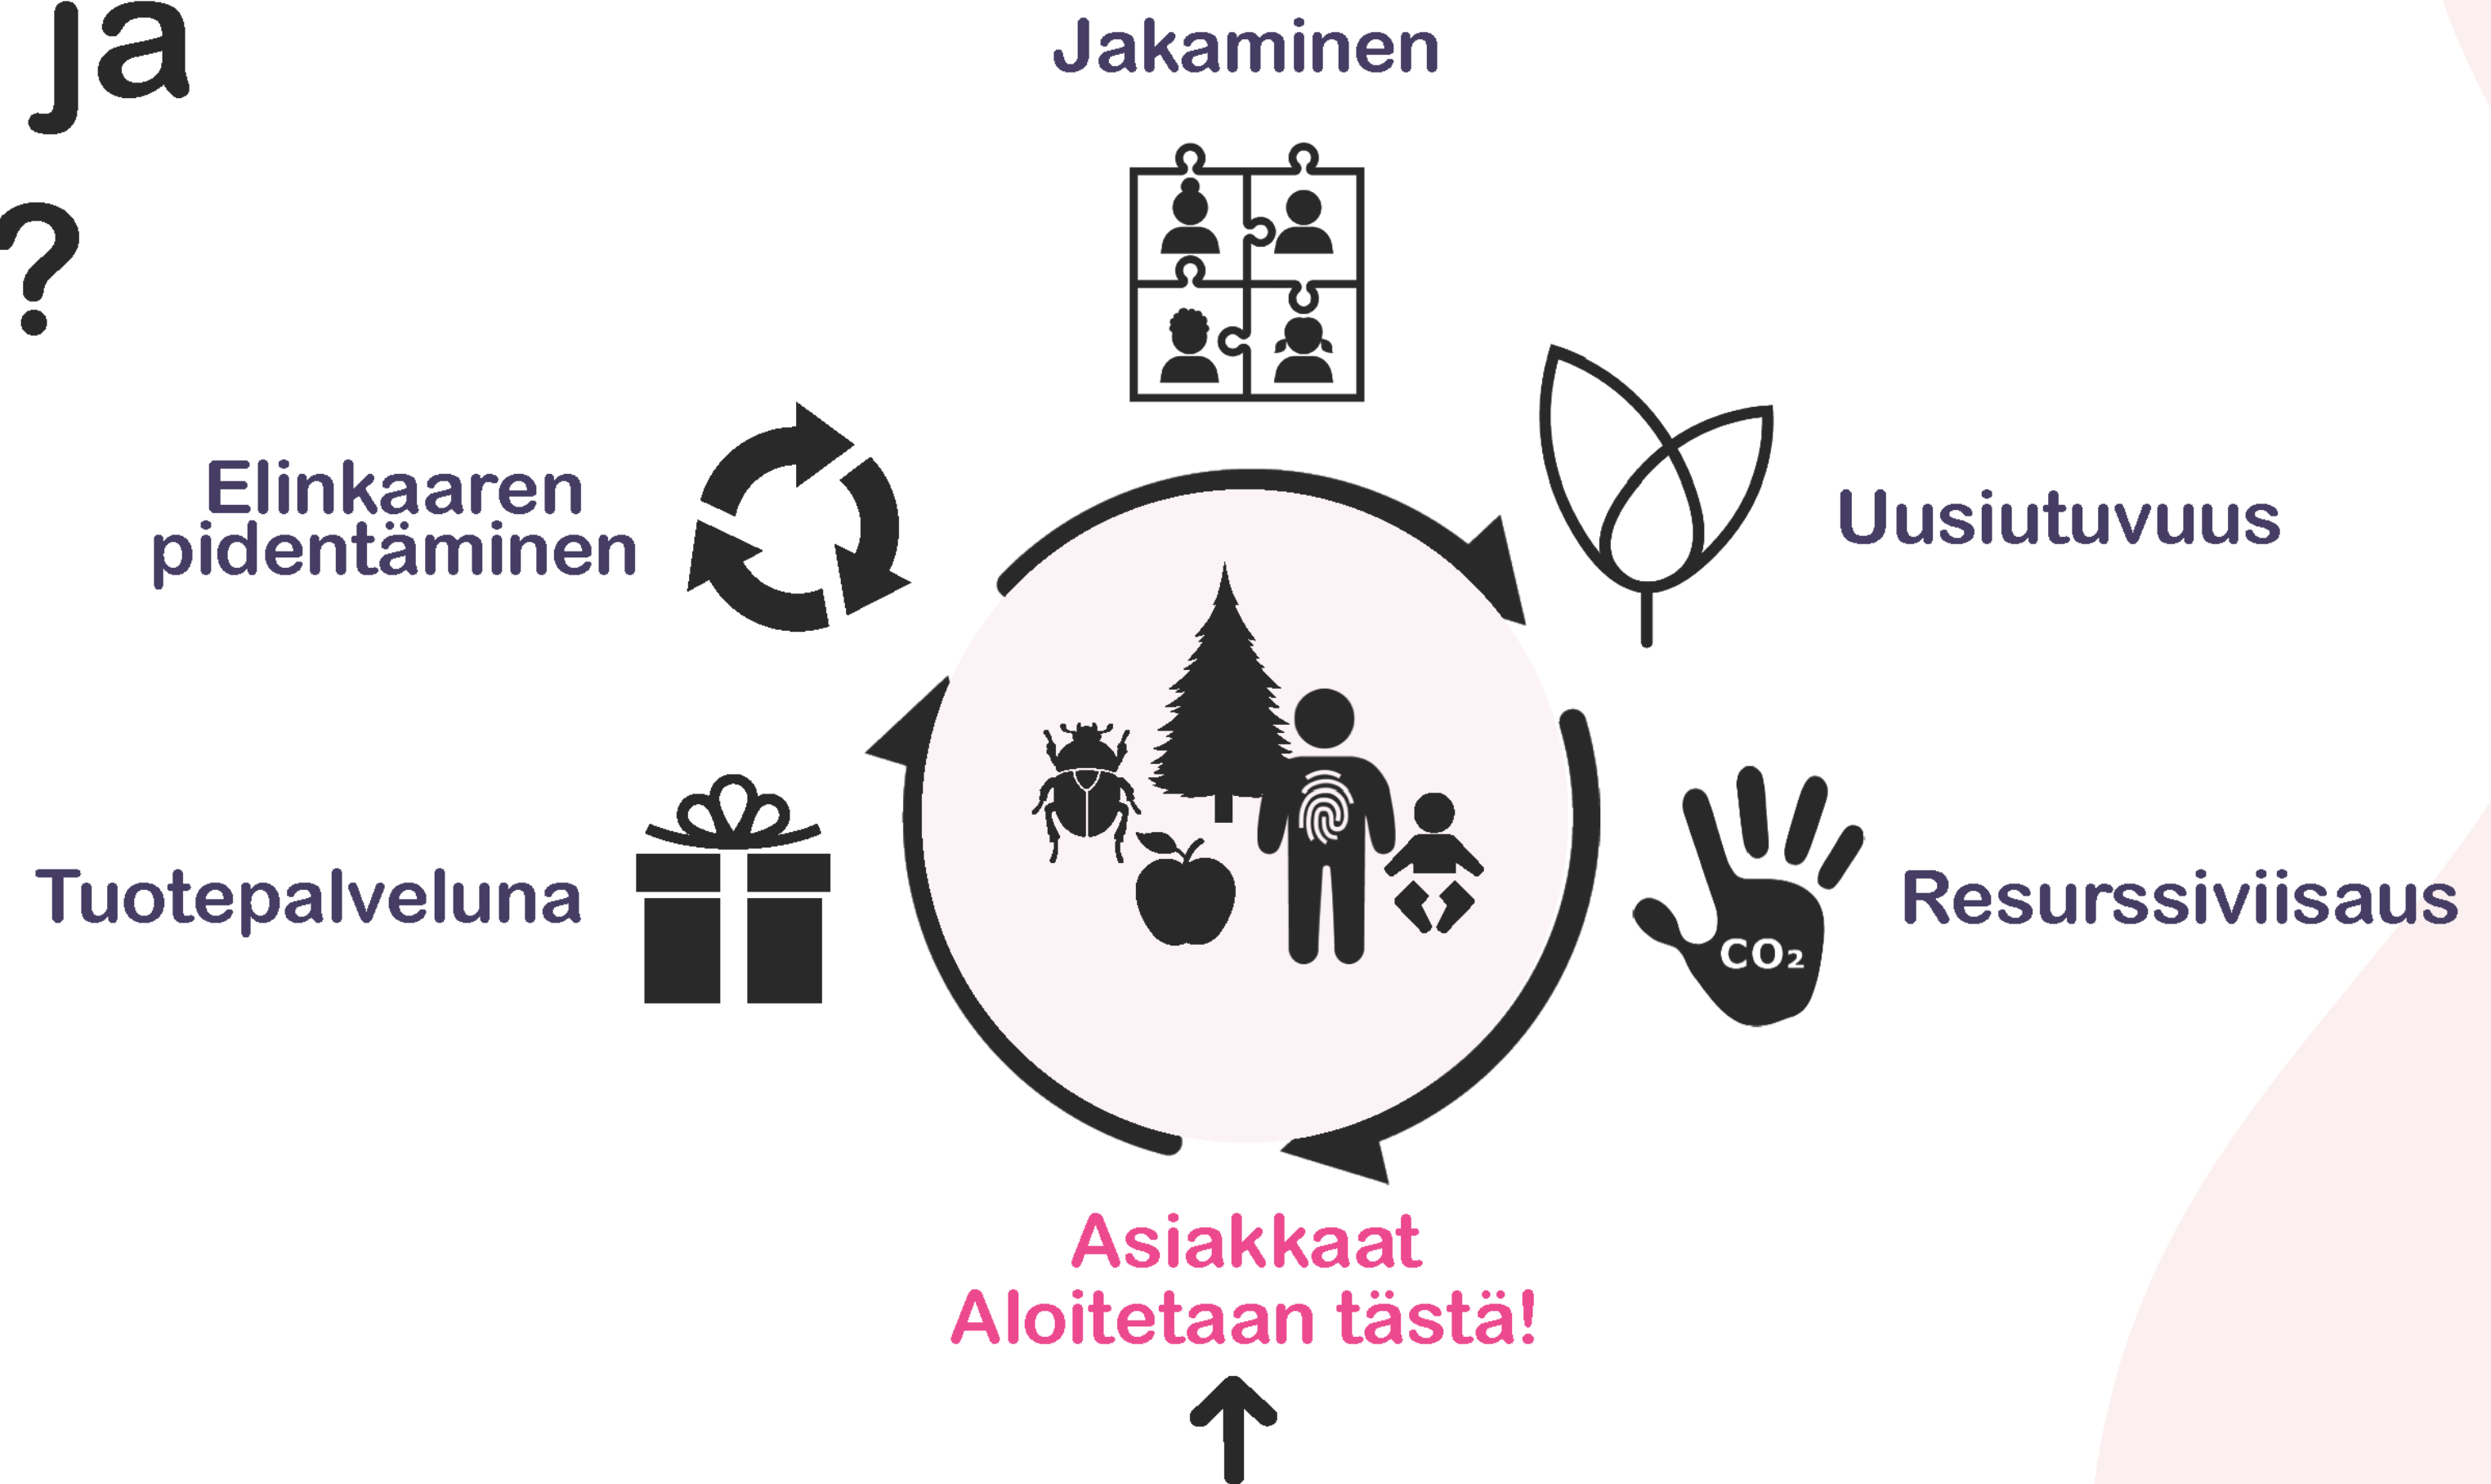 ja
?
Jakaminen
Elinkaaren
pidentäminen
Uusiutuvuus
Tuotepalveluna
Resurssiviisaus
CO₂
Asiakkaat
Aloitetaan tästä!